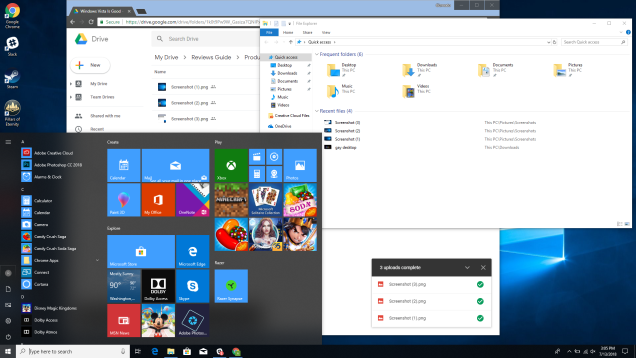 Google
Chrome
Slack
Steam
Pillars of
Eternity
Windows Vista In Good
Secure
https://drive.google.com/drive/folders/
Drive
Search Drive
New
My Drive
Team Drives
Shared with me
Recent
My Drive > Reviews Guide > Produ
Name
Screenshot (2).png
Screenshot (1).png
Screenshot (3).png
File Explorer
File
Home
Share
View
Quick access
Search Quick access
Quick access
Desktop
Downloads
Documents
Pictures
Music
Videos
Creative Cloud Files
OneDrive
Frequent folders (6)
Desktop
This PC
Downloads
This PC
Documents
This PC
Pictures
This PC
Music
This PC
Videos
This PC
Recent files (4)
Screenshot (3)
This PC\Pictures\Screenshots
Screenshot (2)
This PC\Pictures\Screenshots
Screenshot (1)
This PC\Pictures\Screenshots
gay desktop
This PC\Downloads
A
Adobe Creative Cloud
Adobe Photoshop CC 2018
Alarms & Clock
C
Calculator
Calendar
Camera
Candy Crush Saga
Candy Crush Soda Saga
Chrome Apps
Connect
Cortana
D
Disney Magic Kingdoms
Dolby Access
Dolby Atmos
Create
Calendar
Mail
Paint 3D
My Office
OneNote
Explore
Microsoft Store
Microsoft Edge
Mostly Sunny
90°
Washington,...
DOLBY
Dolby Access
Skype
MSN News
Adobe Photos...
Play
Xbox
Photos
MINECRAFT
Microsoft
Solitaire Collection
SODA
Razer
Razer Synapse
3 uploads complete
Screenshot (3).png
Screenshot (2).png
Screenshot (1).png
Type here to search
3:05 PM
7/13/2018